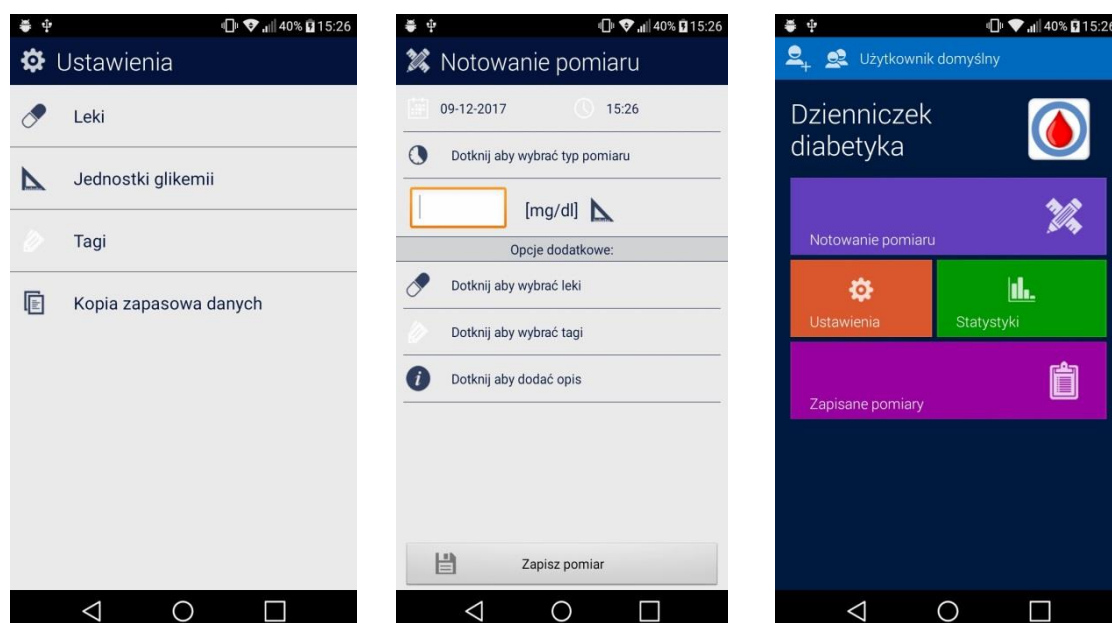 40% 15:26
Ustawienia
Leki
Jednostki glikemii
Tagi
Kopia zapasowa danych
40% 15:26
Notowanie pomiaru
09-12-2017 15:26
Dotknij aby wybrać typ pomiaru
[mg/dl]
Opcje dodatkowe:
Dotknij aby wybrać leki
Dotknij aby wybrać tagi
Dotknij aby dodać opis
Zapisz pomiar
40% 15:26
Użytkownik domyślny
Dzienniczek
diabetyka
Notowanie pomiaru
Ustawienia Statystyki
Zapisane pomiary